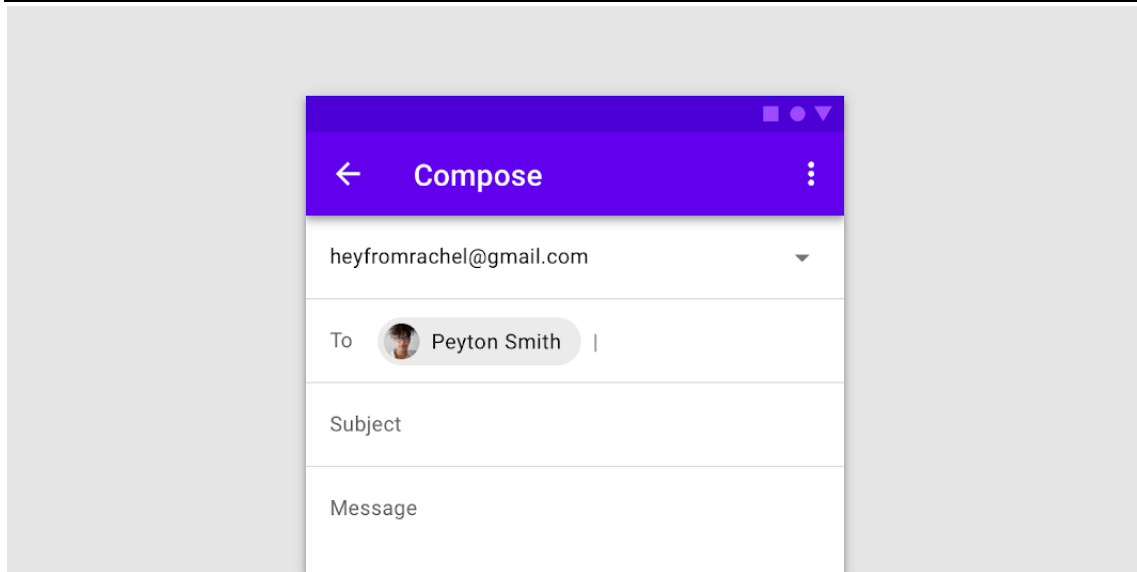 Compose
heyfromrachel@gmail.com
To Peyton Smith
Subject
Message